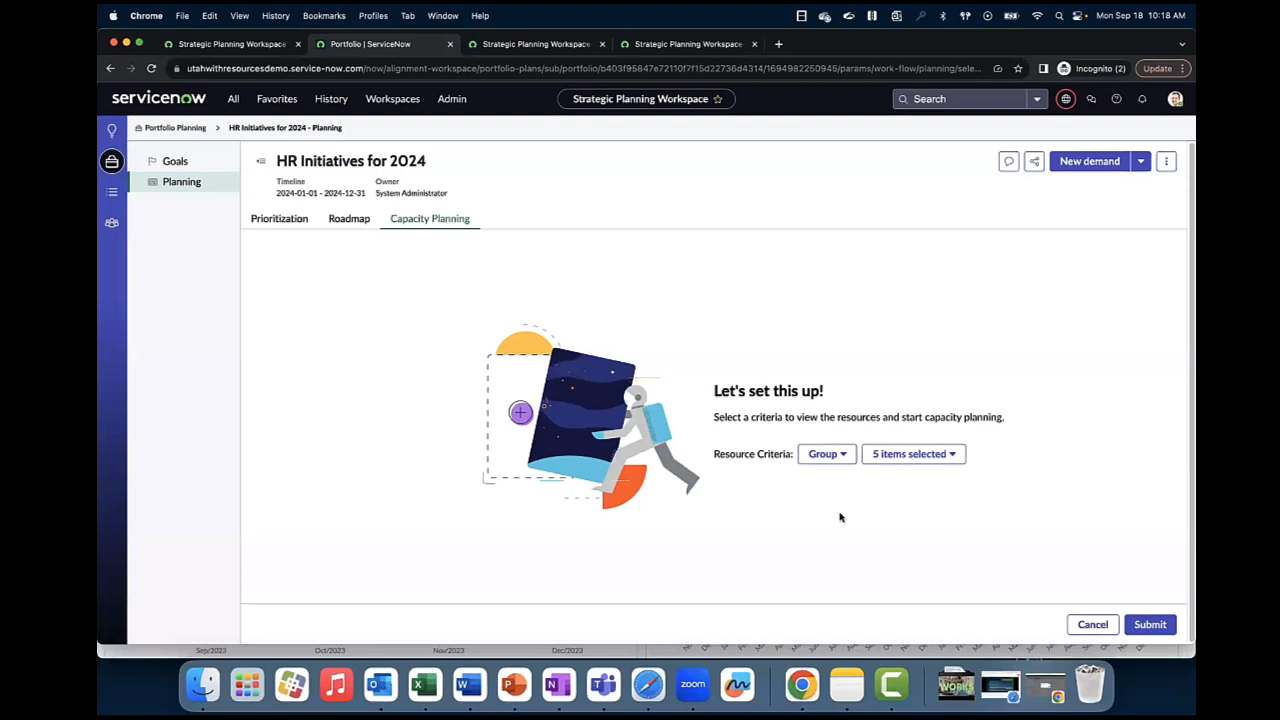 Chrome File Edit View History Bookmarks Profiles Tab Window Help Mon Sep 18 10:18 AM
Strategic Planning Workspace Portfolio | ServiceNow Strategic Planning Workspace Strategic Planning Workspace
utahwithresourcesdemo.service-now.com/now/alignment-workspace/portfolio-plans/sub/portfolio/b403f95847e72110f7f15d22736d4314/1694982250945/params/work-flow/planning/sele... Incognito (2) Update
servicenow All Favorites History Workspaces Admin Strategic Planning Workspace Search
Portfolio Planning > HR Initiatives for 2024 - Planning
Goals
Planning
HR Initiatives for 2024
New demand
Timeline Owner
2024-01-01 - 2024-12-31 System Administrator
Prioritization Roadmap Capacity Planning
Let's set this up!
Select a criteria to view the resources and start capacity planning.
Resource Criteria: Group 5 items selected
Cancel Submit
Sep/2023 Oct/2023 Nov/2023 Dec/2023
zoom